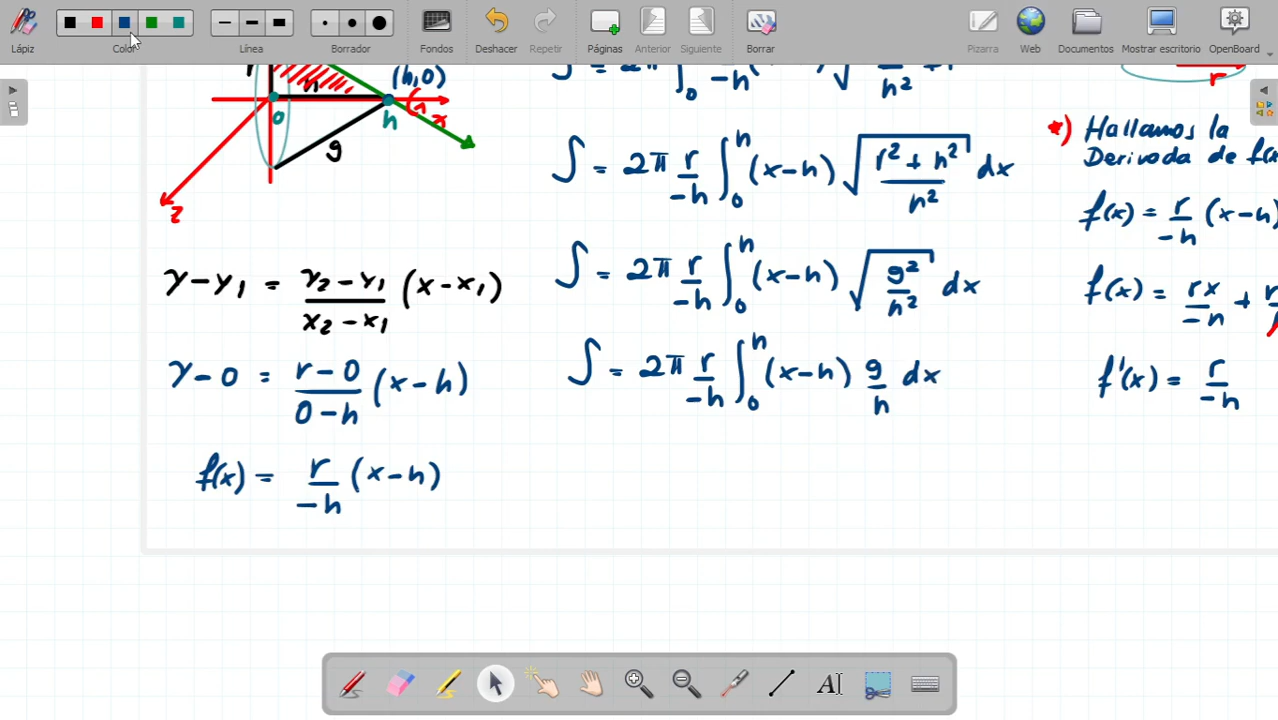 Lápiz Color Línea Borrador Fondos Deshacer Repetir Páginas Anterior Siguiente Borrar Pizarra Web Documentos Mostrar escritorio OpenBoard
(h,0)
h
0
h
x
g
z
y-y₁ = (y₂-y₁)/(x₂-x₁) (x-x₁)
y-0 = (r-0)/(0-h) (x-h)
f(x) = r/-h (x-h)
S = 2π r/-h ∫₀ʰ (x-h) √((r²+h²)/h²) dx
S = 2π r/-h ∫₀ʰ (x-h) √(g²/h²) dx
S = 2π r/-h ∫₀ʰ (x-h) g/h dx
r
*) Hallamos la
Derivada de f(x
f(x) = r/-h (x-h)
f(x) = rx/-h +
f'(x) = r/-h